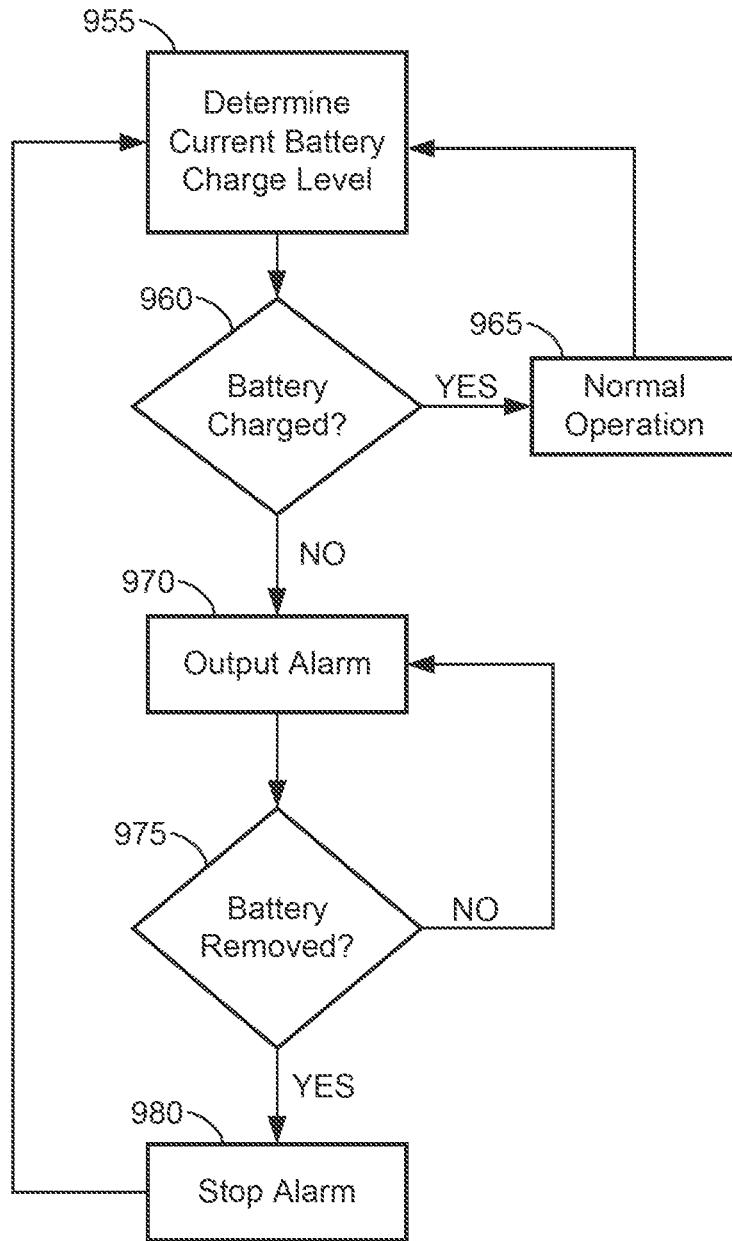 955
Determine
Current Battery
Charge Level
960
Battery
Charged?
YES
965
Normal
Operation
NO
970
Output Alarm
975
Battery
Removed?
NO
YES
980
Stop Alarm